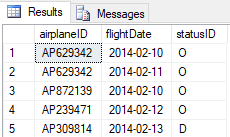 Results Messages
airplaneID flightDate statusID
1 AP629342 2014-02-10 O
2 AP629342 2014-02-11 O
3 AP872139 2014-02-10 O
4 AP239471 2014-02-12 O
5 AP309814 2014-02-13 D